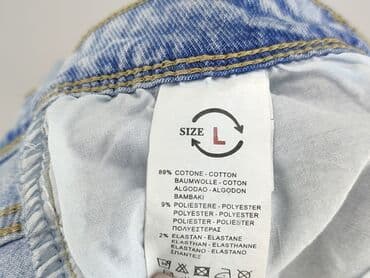 SIZE L
89% COTONE - COTTON
BAUMWOLLE - COTON
ALGODAO - ALGODON
BAMBAKI
9% POLIESTERE - POLYESTER
POLYESTER - POLYESTER
POLIESTER - POLIESTER
ΠΟΛΥΕΣΤΕΡΑΣ
2% ELASTAN - ELASTANE
ELASTHAN - ELASTHANNE
ELASTANO - ELASTANO